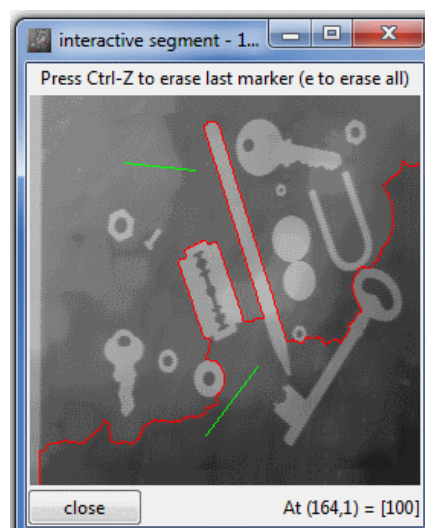 interactive segment - 1...
Press Ctrl-Z to erase last marker (e to erase all)
close
At (164,1) = [100]